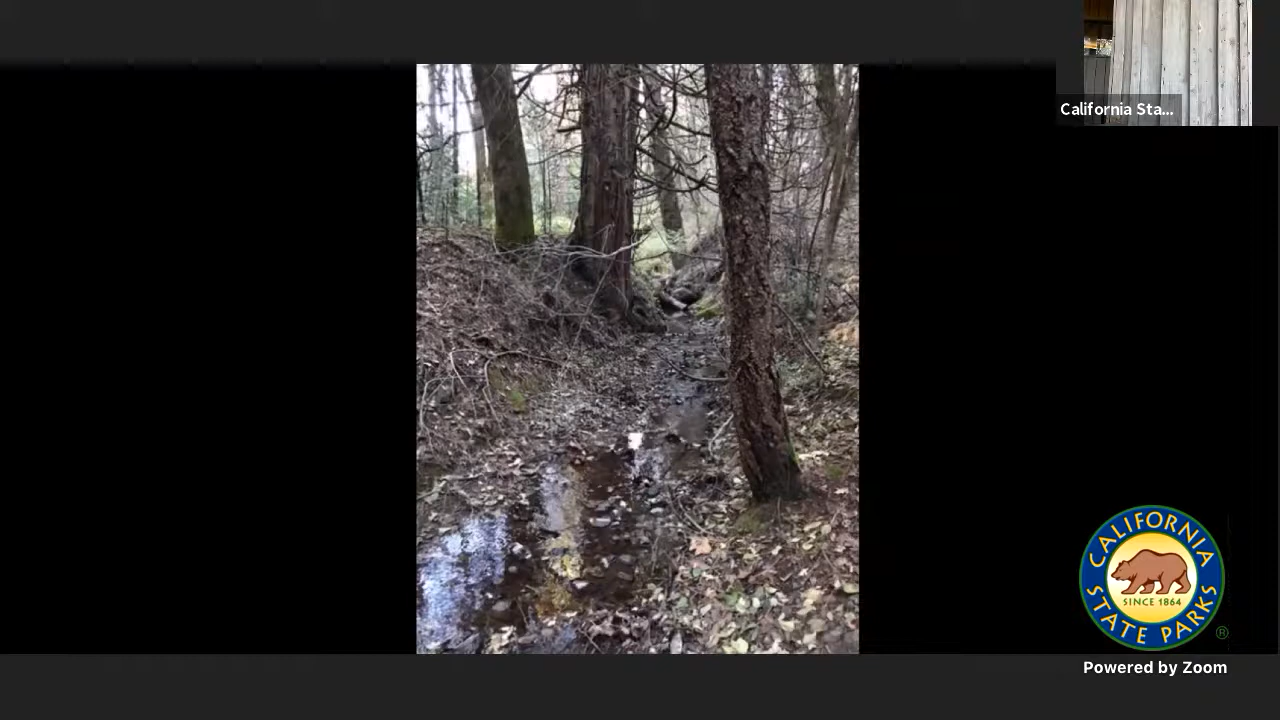 California Sta...
CALIFORNIA
SINCE 1864
STATE PARKS
®
Powered by Zoom